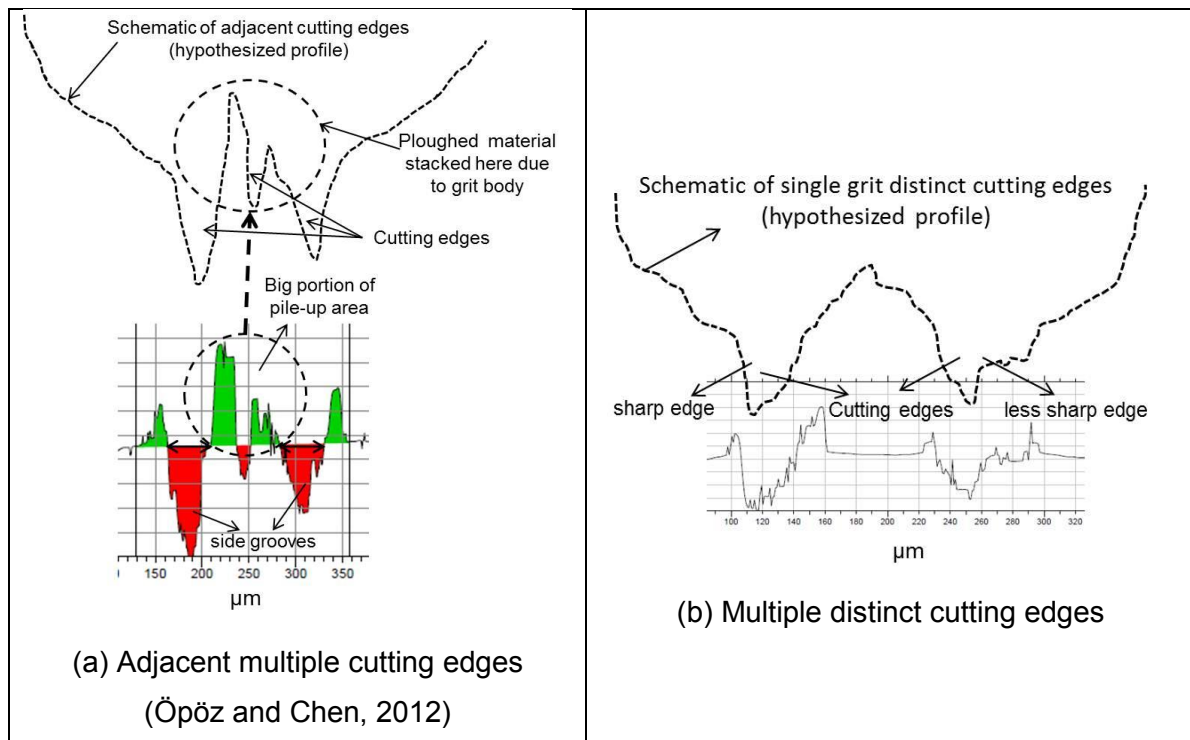 Schematic of adjacent cutting edges
(hypothesized profile)
Ploughed material
stacked here due
to grit body
Cutting edges
Big portion of
pile-up area
side grooves
150 200 250 300 350
µm
(a) Adjacent multiple cutting edges
(Öpöz and Chen, 2012)
Schematic of single grit distinct cutting edges
(hypothesized profile)
sharp edge
Cutting edges
less sharp edge
100 120 140 160 180 200 220 240 260 280 300 320
µm
(b) Multiple distinct cutting edges